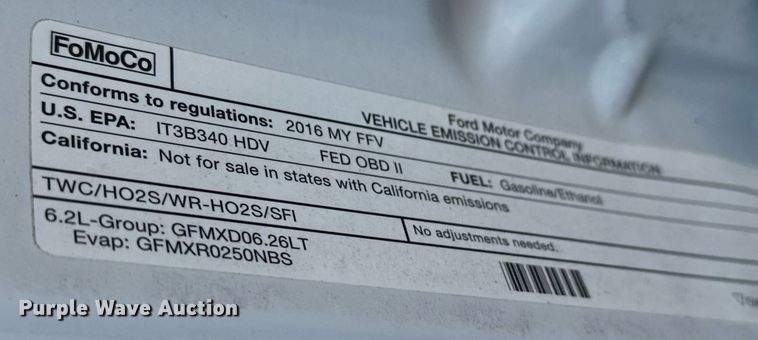 FoMoCo
Ford Motor Company
VEHICLE EMISSION CONTROL INFORMATION
Conforms to regulations: 2016 MY FFV
U.S. EPA: IT3B340 HDV FED OBD II FUEL: Gasoline/Ethanol
California: Not for sale in states with California emissions
TWC/HO2S/WR-HO2S/SFI No adjustments needed.
6.2L-Group: GFMXD06.26LT
Evap: GFMXR0250NBS
Purple Wave Auction